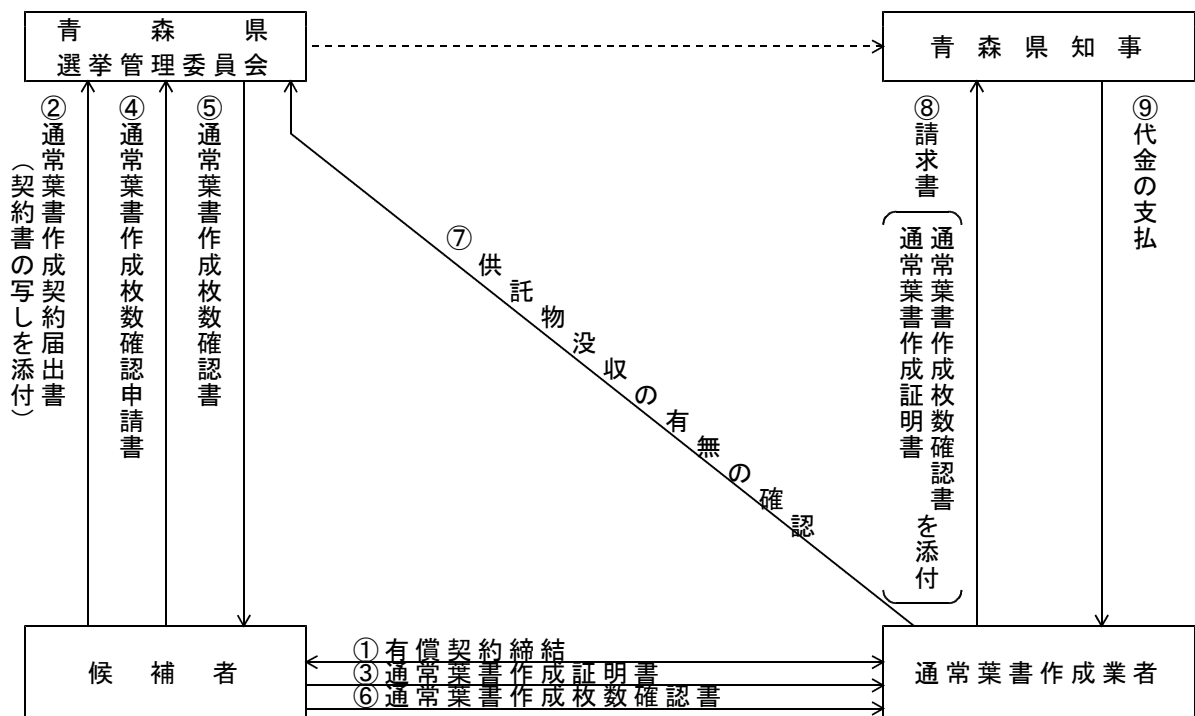 青森県
選挙管理委員会
青森県知事
②通常葉書作成契約届出書
（契約書の写しを添付）
④通常葉書作成枚数確認申請書
⑤通常葉書作成枚数確認書
⑦供託物没収の有無の確認
⑧請求書
通常葉書作成枚数確認書
通常葉書作成証明書
を添付
⑨代金の支払
候補者
①有償契約締結
③通常葉書作成証明書
⑥通常葉書作成枚数確認書
通常葉書作成業者